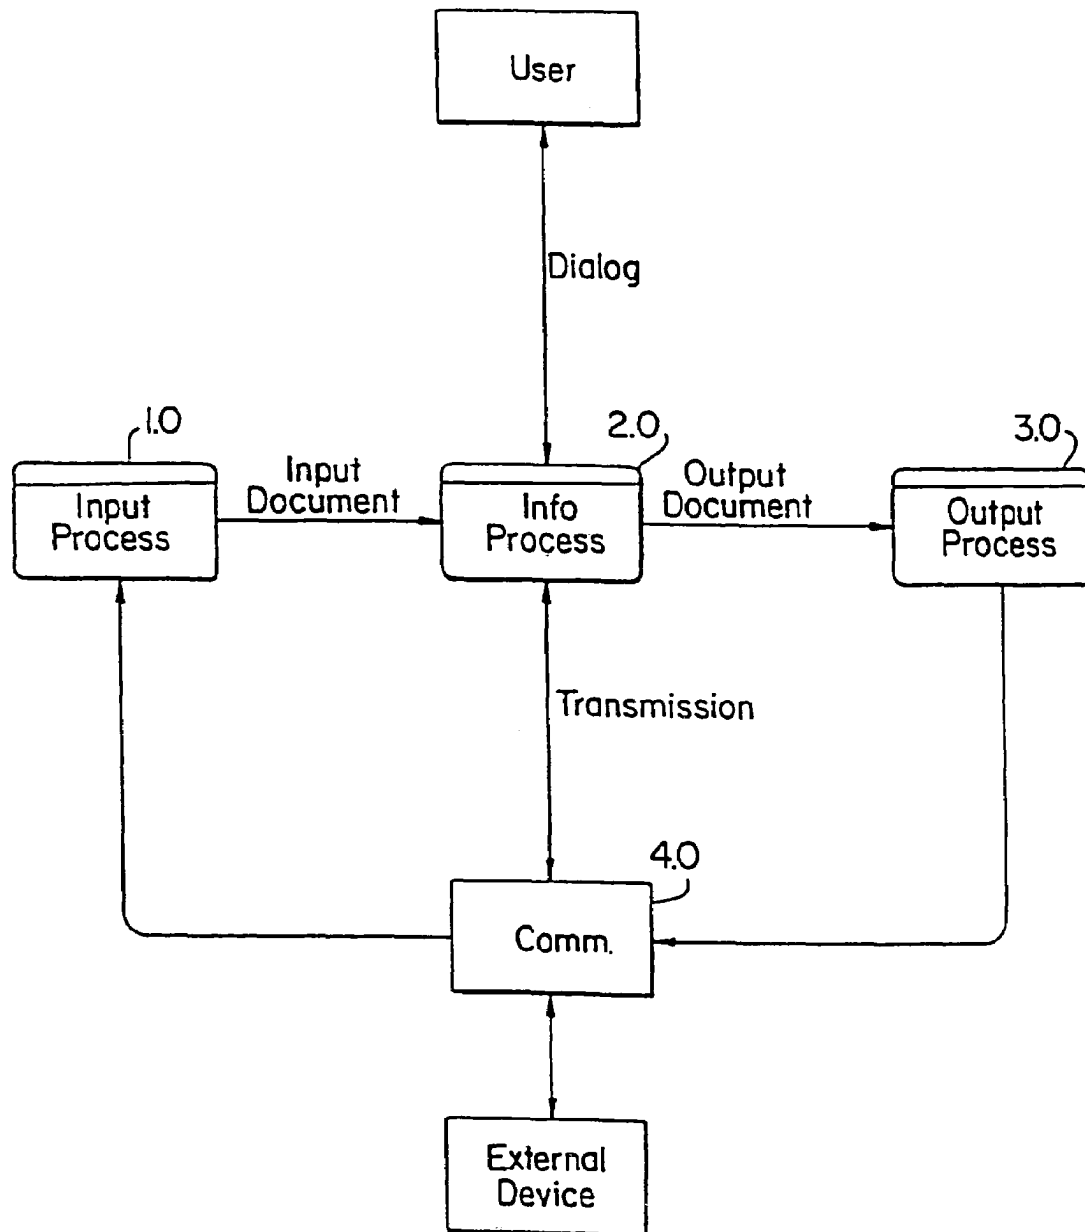 User
Dialog
1.0
2.0
3.0
Input
Process
Input
Document
Info
Process
Output
Document
Output
Process
Transmission
4.0
Comm.
External
Device